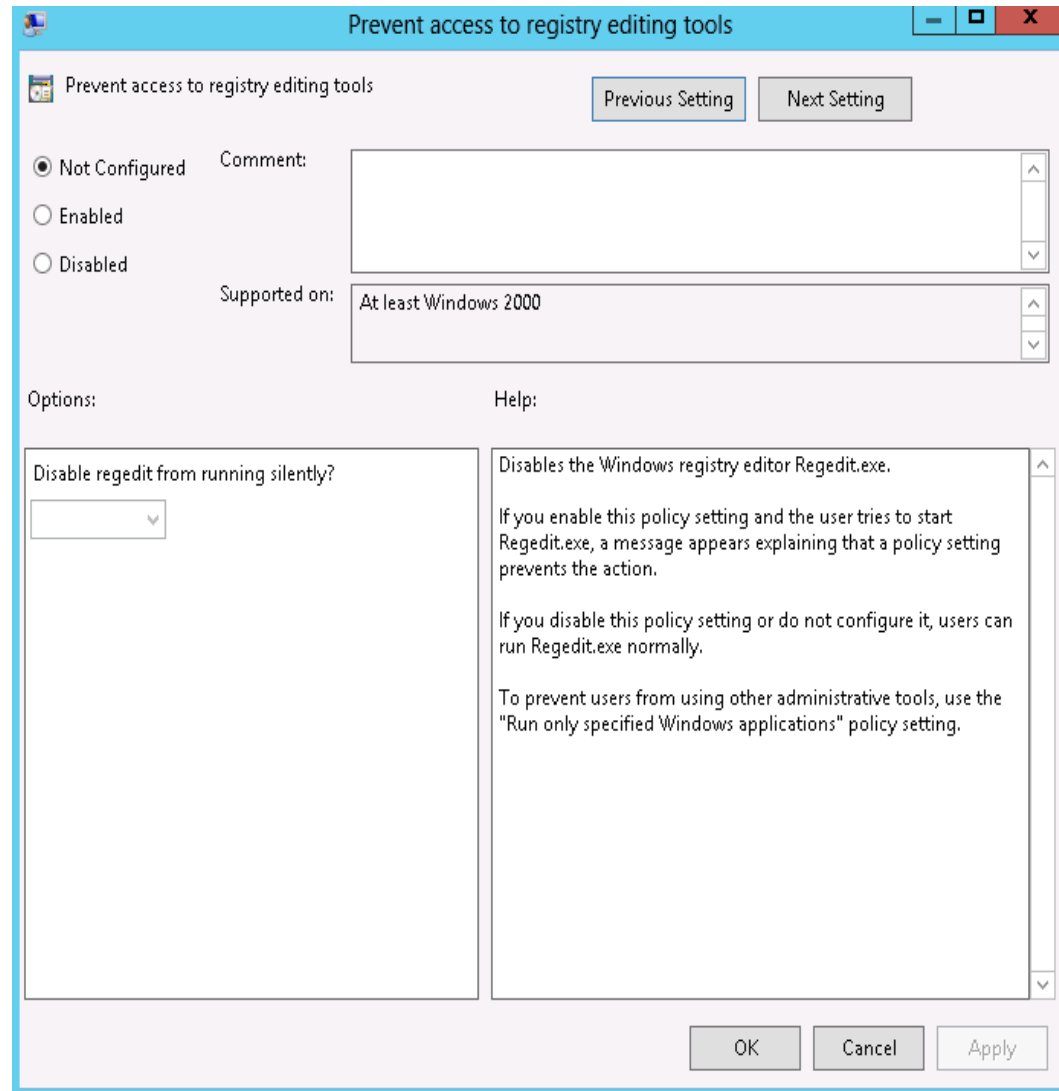 Prevent access to registry editing tools
X
Prevent access to registry editing tools
Previous Setting
Next Setting
Not Configured
Comment:
Enabled
Disabled
Supported on:
At least Windows 2000
Options:
Help:
Disable regedit from running silently?
Disables the Windows registry editor Regedit.exe.
If you enable this policy setting and the user tries to start
Regedit.exe, a message appears explaining that a policy setting
prevents the action.
If you disable this policy setting or do not configure it, users can
run Regedit.exe normally.
To prevent users from using other administrative tools, use the
"Run only specified Windows applications" policy setting.
OK
Cancel
Apply